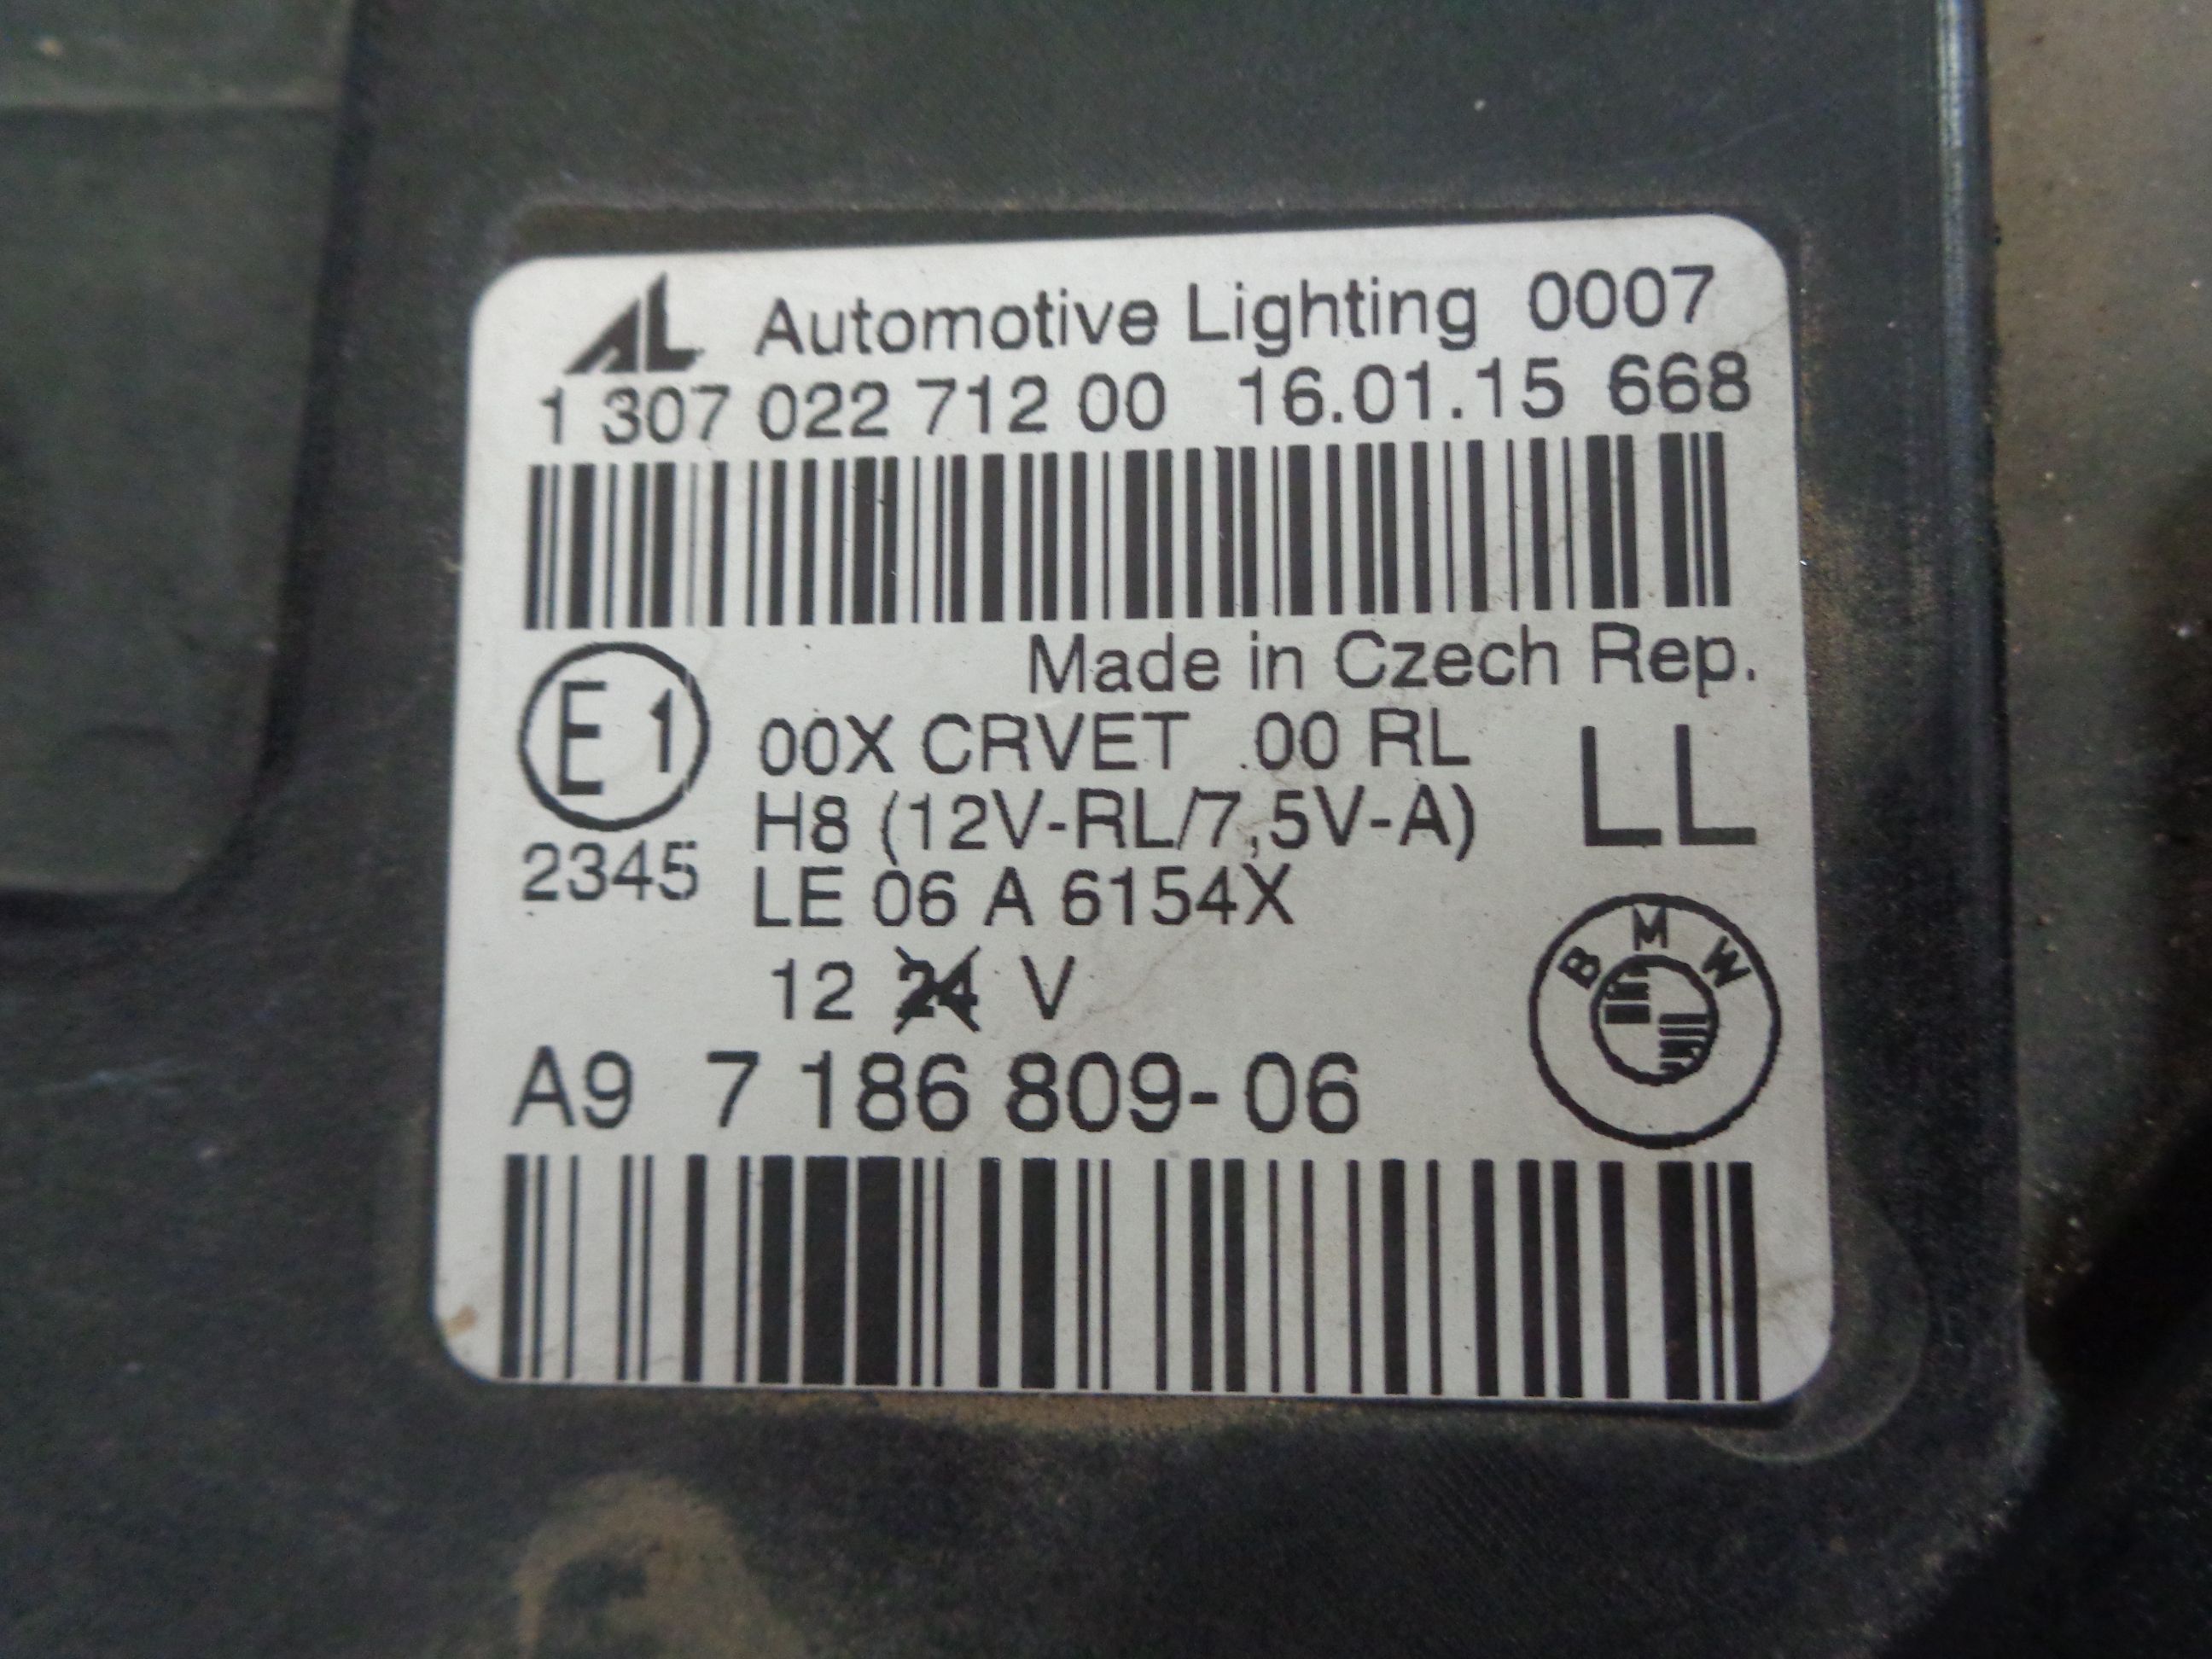 AL Automotive Lighting 0007
1 307 022 712 00 16.01.15 668
Made in Czech Rep.
E1 00X CRVET .00 RL LL
H8 (12V-RL/7,5V-A)
2345 LE 06 A 6154X
12 24 V
BMW
A9 7 186 809-06